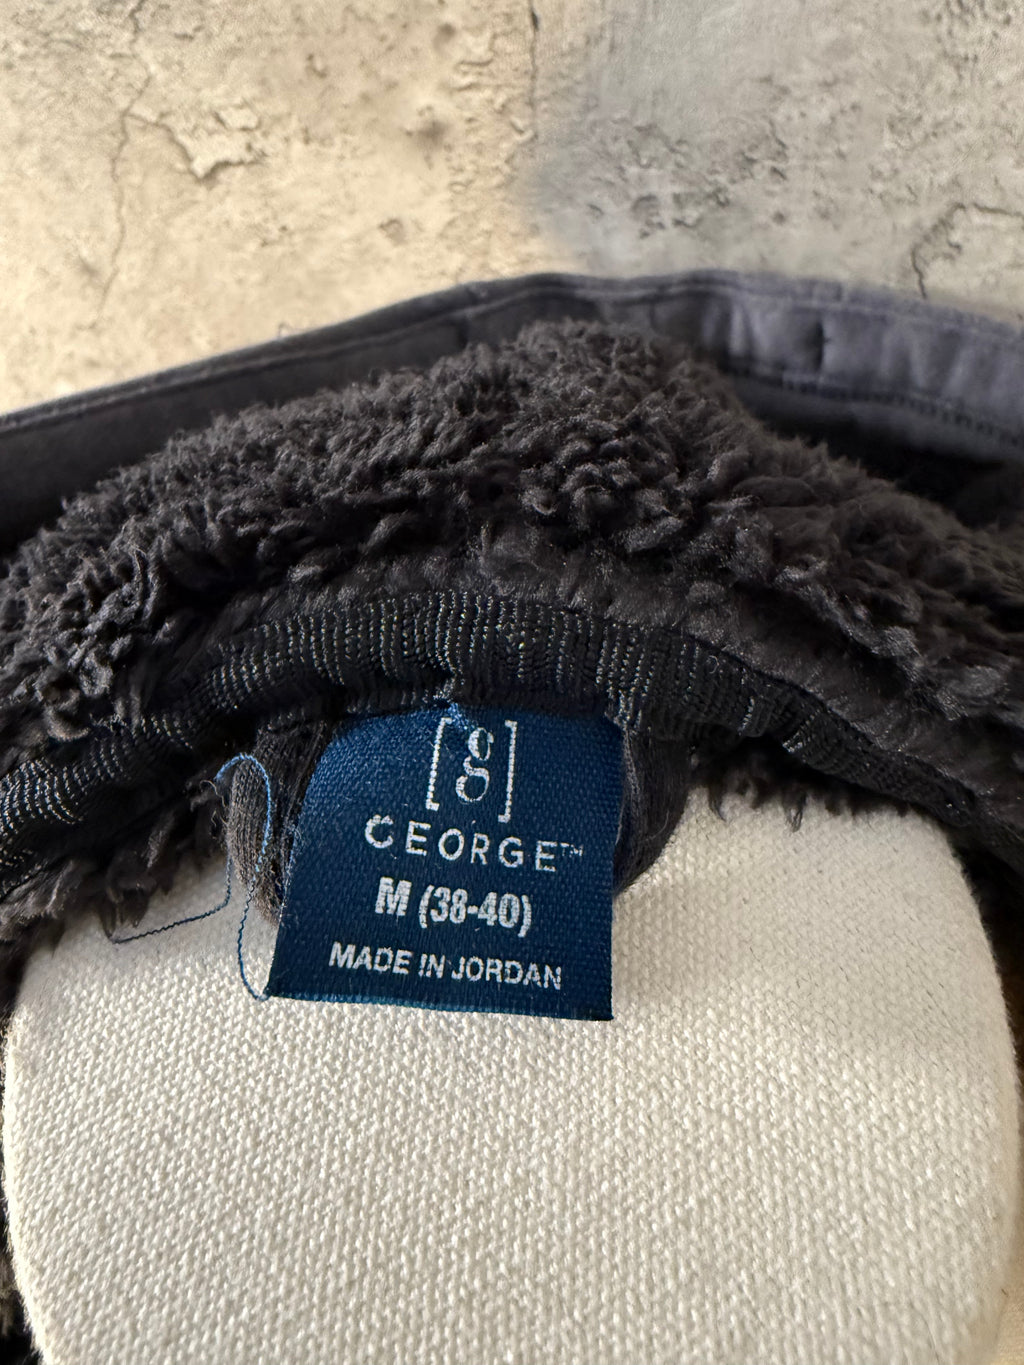 [g]
GEORGE™
M (38-40)
MADE IN JORDAN